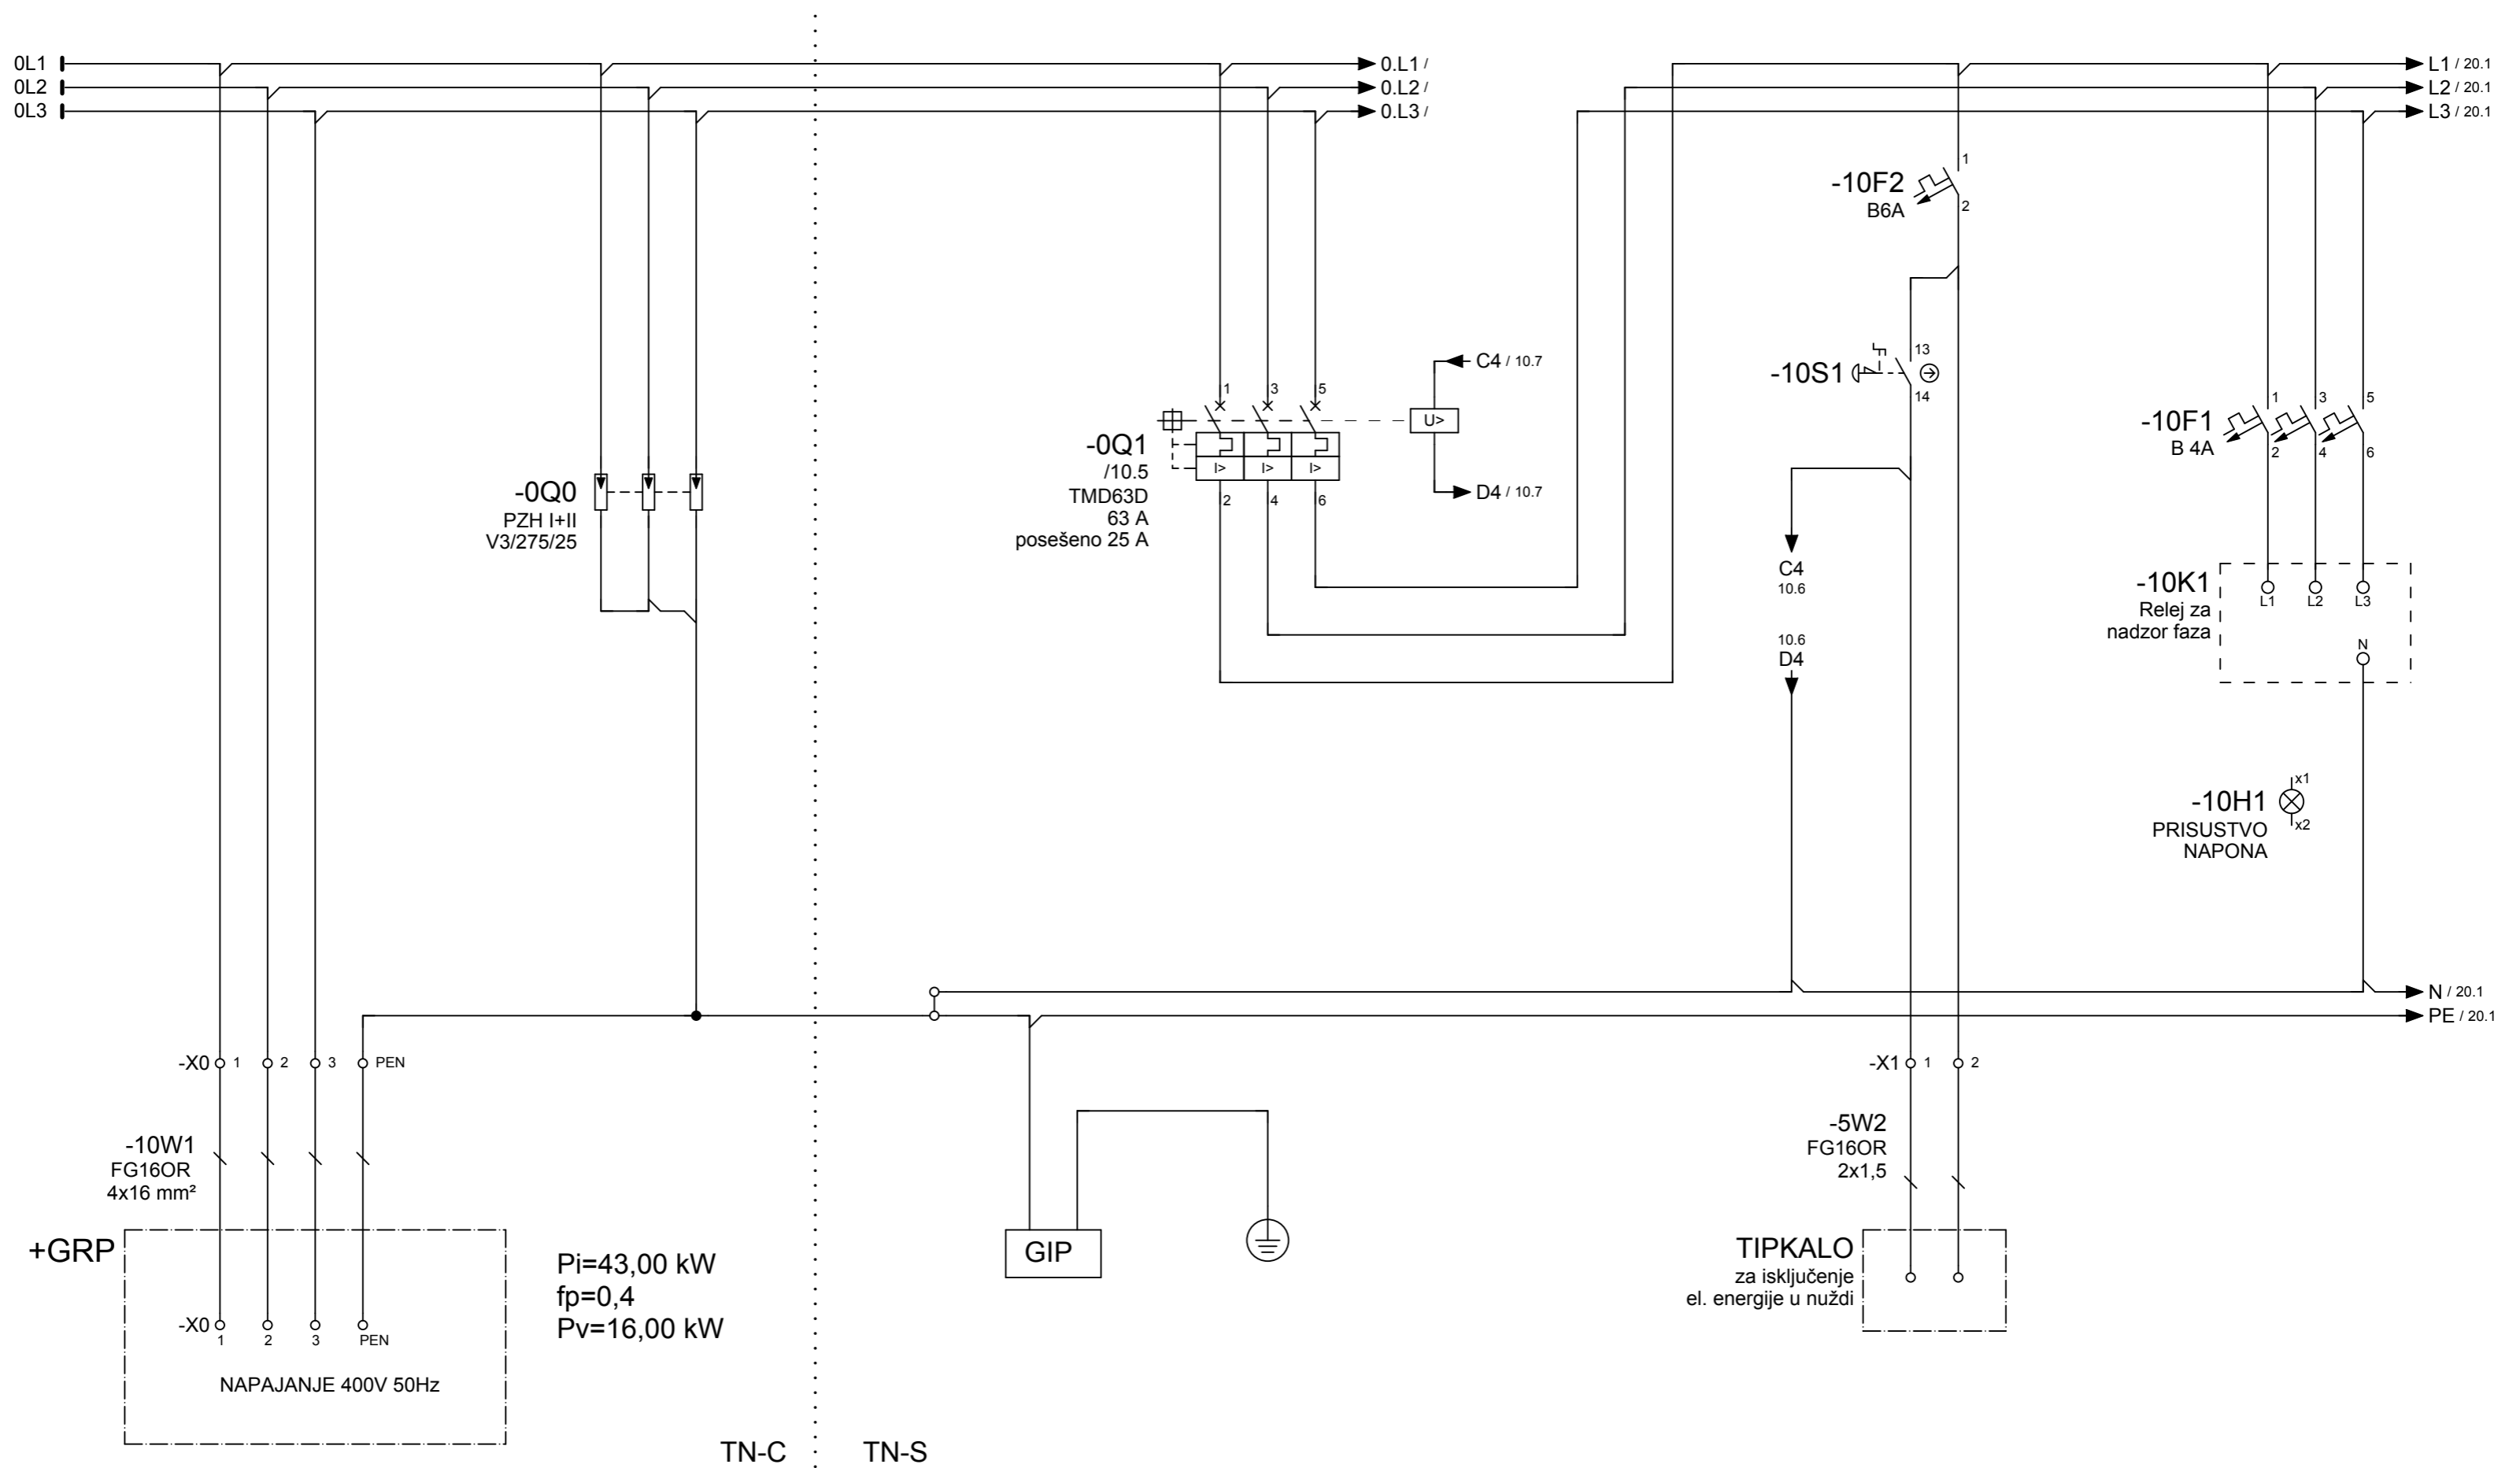 0L1
0L2
0L3
0.L1 /
0.L2 /
0.L3 /
L1 / 20.1
L2 / 20.1
L3 / 20.1
-10F2
B6A
1
2
-10S1
13
14
C4 / 10.7
U>
D4 / 10.7
-0Q1
/10.5
TMD63D
63 A
posešeno 25 A
1 3 5
I> I> I>
2 4 6
-0Q0
PZH I+II
V3/275/25
-10F1
B 4A
1 3 5
2 4 6
C4
10.6
10.6
D4
-10K1
Relej za
nadzor faza
L1 L2 L3
N
-10H1
PRISUSTVO
NAPONA
x1
x2
N / 20.1
PE / 20.1
-X0 1 2 3 PEN
-X1 1 2
-10W1
FG16OR
4x16 mm²
-5W2
FG16OR
2x1,5
+GRP
-X0
1 2 3 PEN
NAPAJANJE 400V 50Hz
Pi=43,00 kW
fp=0,4
Pv=16,00 kW
GIP
TIPKALO
za isključenje
el. energije u nuždi
TN-C TN-S